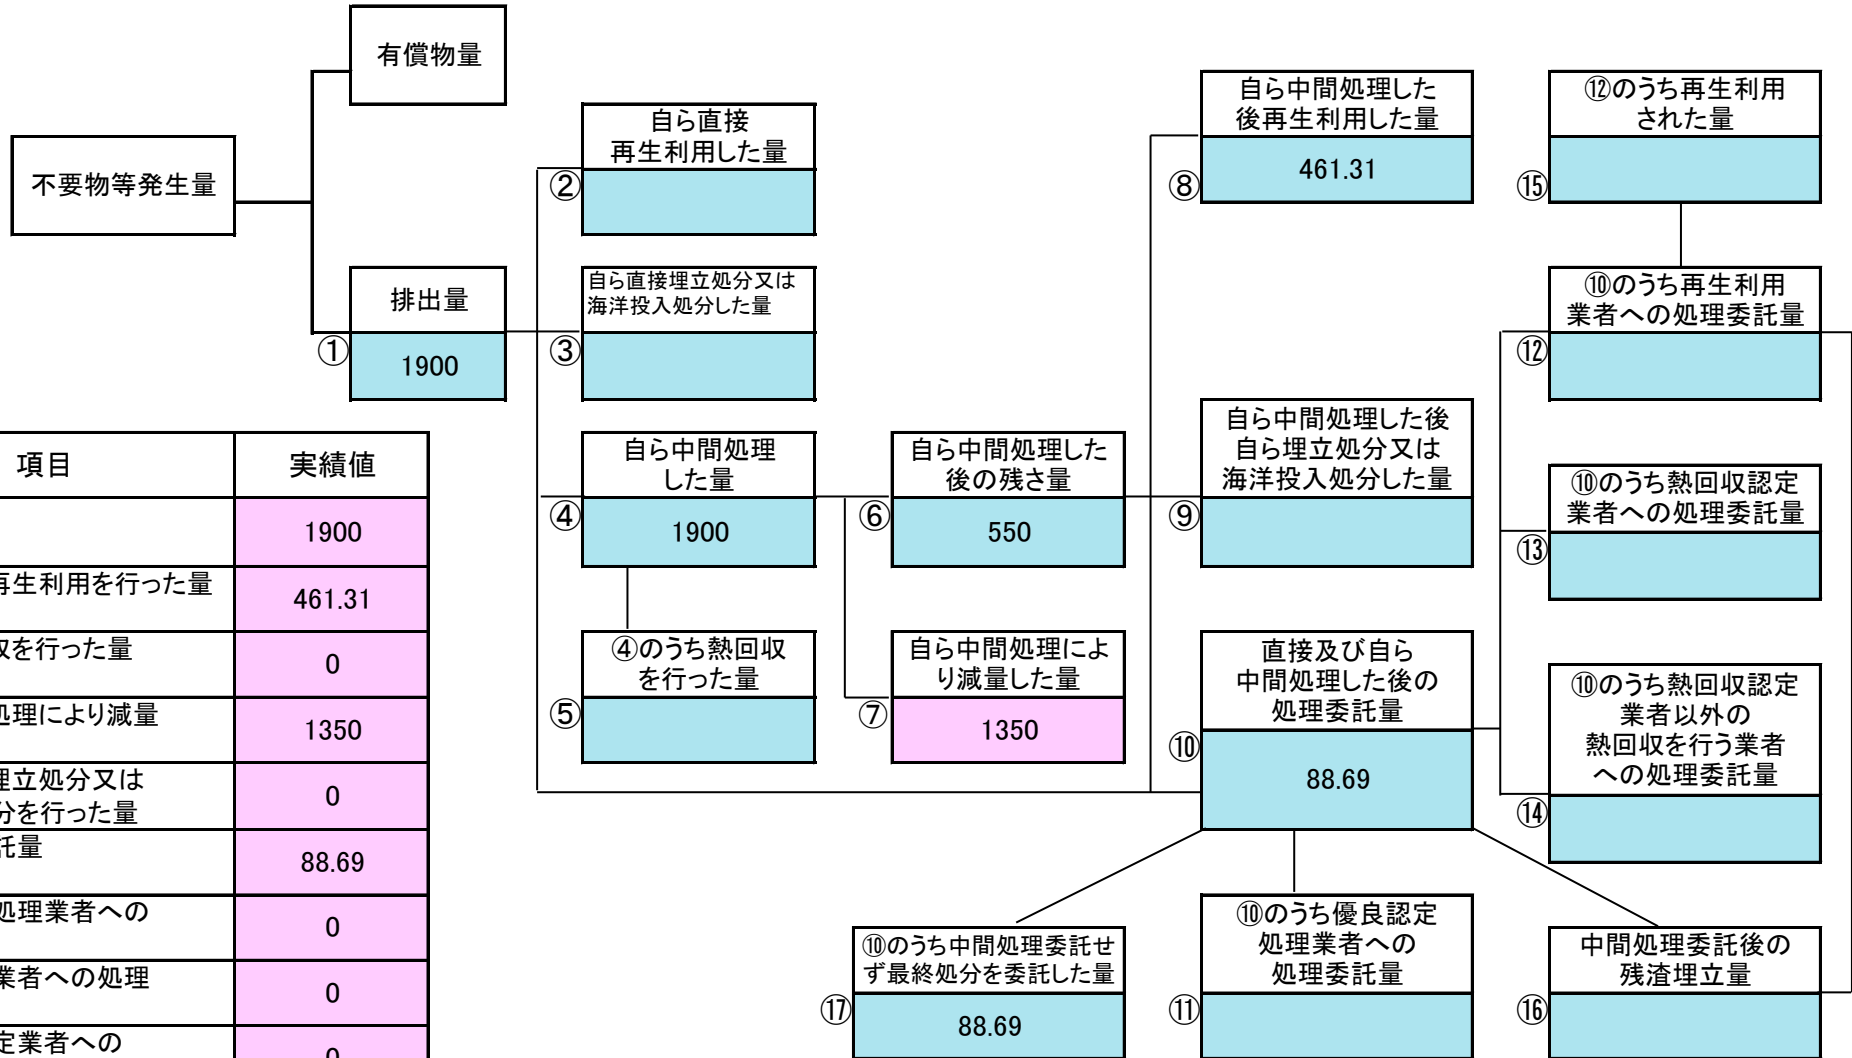 有償物量
不要物等発生量
排出量
①
1900
自ら直接
再生利用した量
②
自ら直接埋立処分又は
海洋投入処分した量
③
自ら中間処理
した量
④
1900
④のうち熱回収
を行った量
⑤
自ら中間処理した
後の残さ量
⑥
550
自ら中間処理によ
り減量した量
⑦
1350
自ら中間処理した
後再生利用した量
⑧
461.31
自ら中間処理した後
自ら埋立処分又は
海洋投入処分した量
⑨
直接及び自ら
中間処理した後の
処理委託量
⑩
88.69
⑩のうち優良認定
処理業者への
処理委託量
⑪
⑫のうち再生利用
された量
⑮
⑩のうち再生利用
業者への処理委託量
⑫
⑩のうち熱回収認定
業者への処理委託量
⑬
⑩のうち熱回収認定
業者以外の
熱回収を行う業者
への処理委託量
⑭
中間処理委託後の
残渣埋立量
⑯
⑩のうち中間処理委託せ
ず最終処分を委託した量
⑰
88.69
項目
実績値
1900
再生利用を行った量
461.31
収を行った量
0
処理により減量
1350
埋立処分又は
分を行った量
0
託量
88.69
処理業者への
0
業者への処理
0
定業者への
0